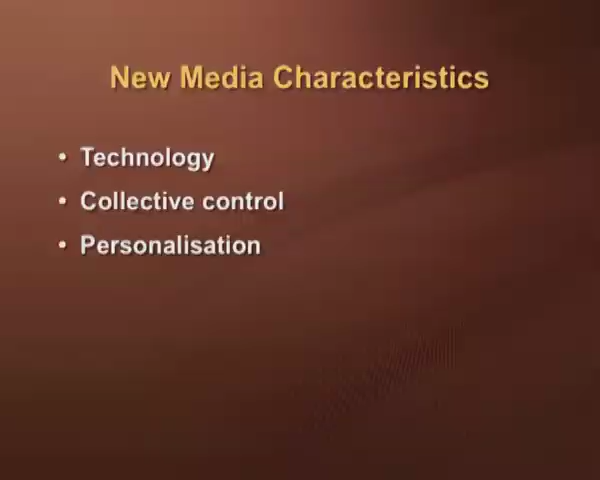 New Media Characteristics
• Technology
• Collective control
• Personalisation